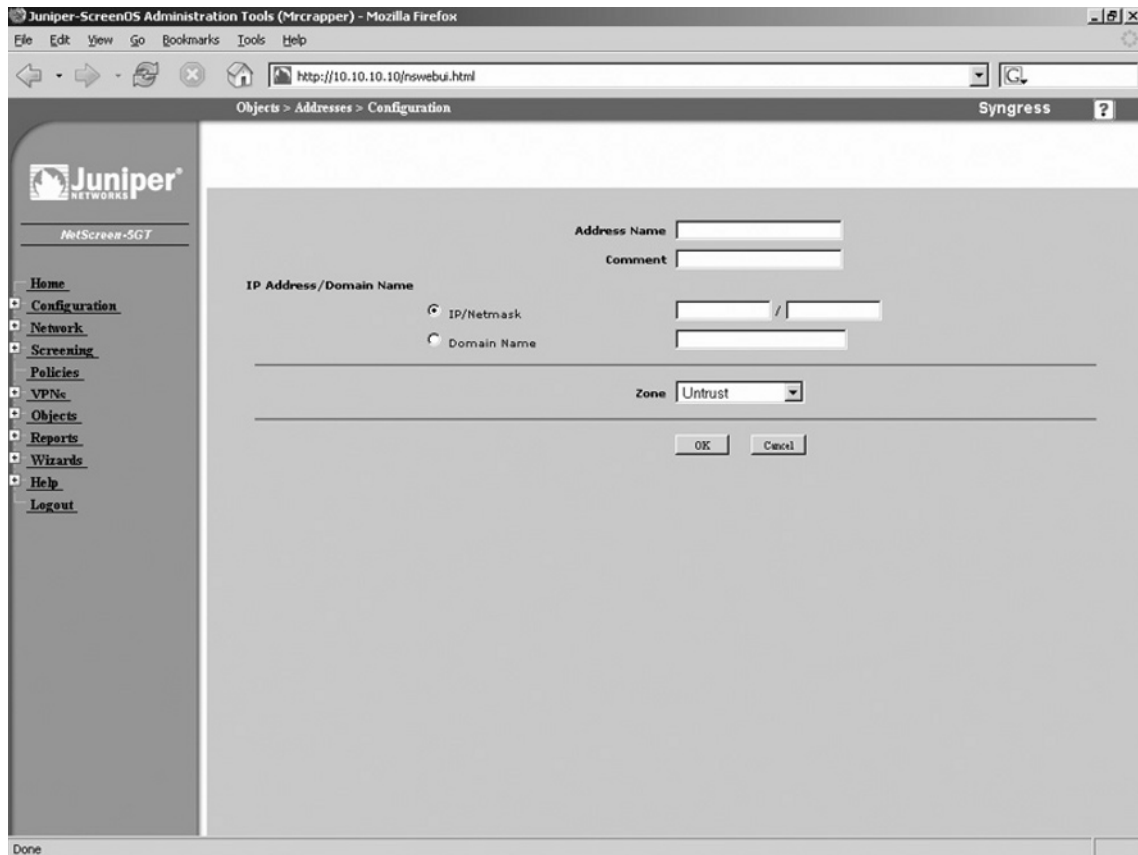 Juniper-ScreenOS Administration Tools (Mrcrapper) - Mozilla Firefox
File Edit View Go Bookmarks Tools Help
http://10.10.10.10/nswebui.html
G
Objects > Addresses > Configuration Syngress ?
Juniper®
NETWORKS
NetScreen-5GT
Home
Configuration
Network
Screening
Policies
VPNs
Objects
Reports
Wizards
Help
Logout
Address Name
Comment
IP Address/Domain Name
IP/Netmask /
Domain Name
Zone Untrust
OK Cancel
Done